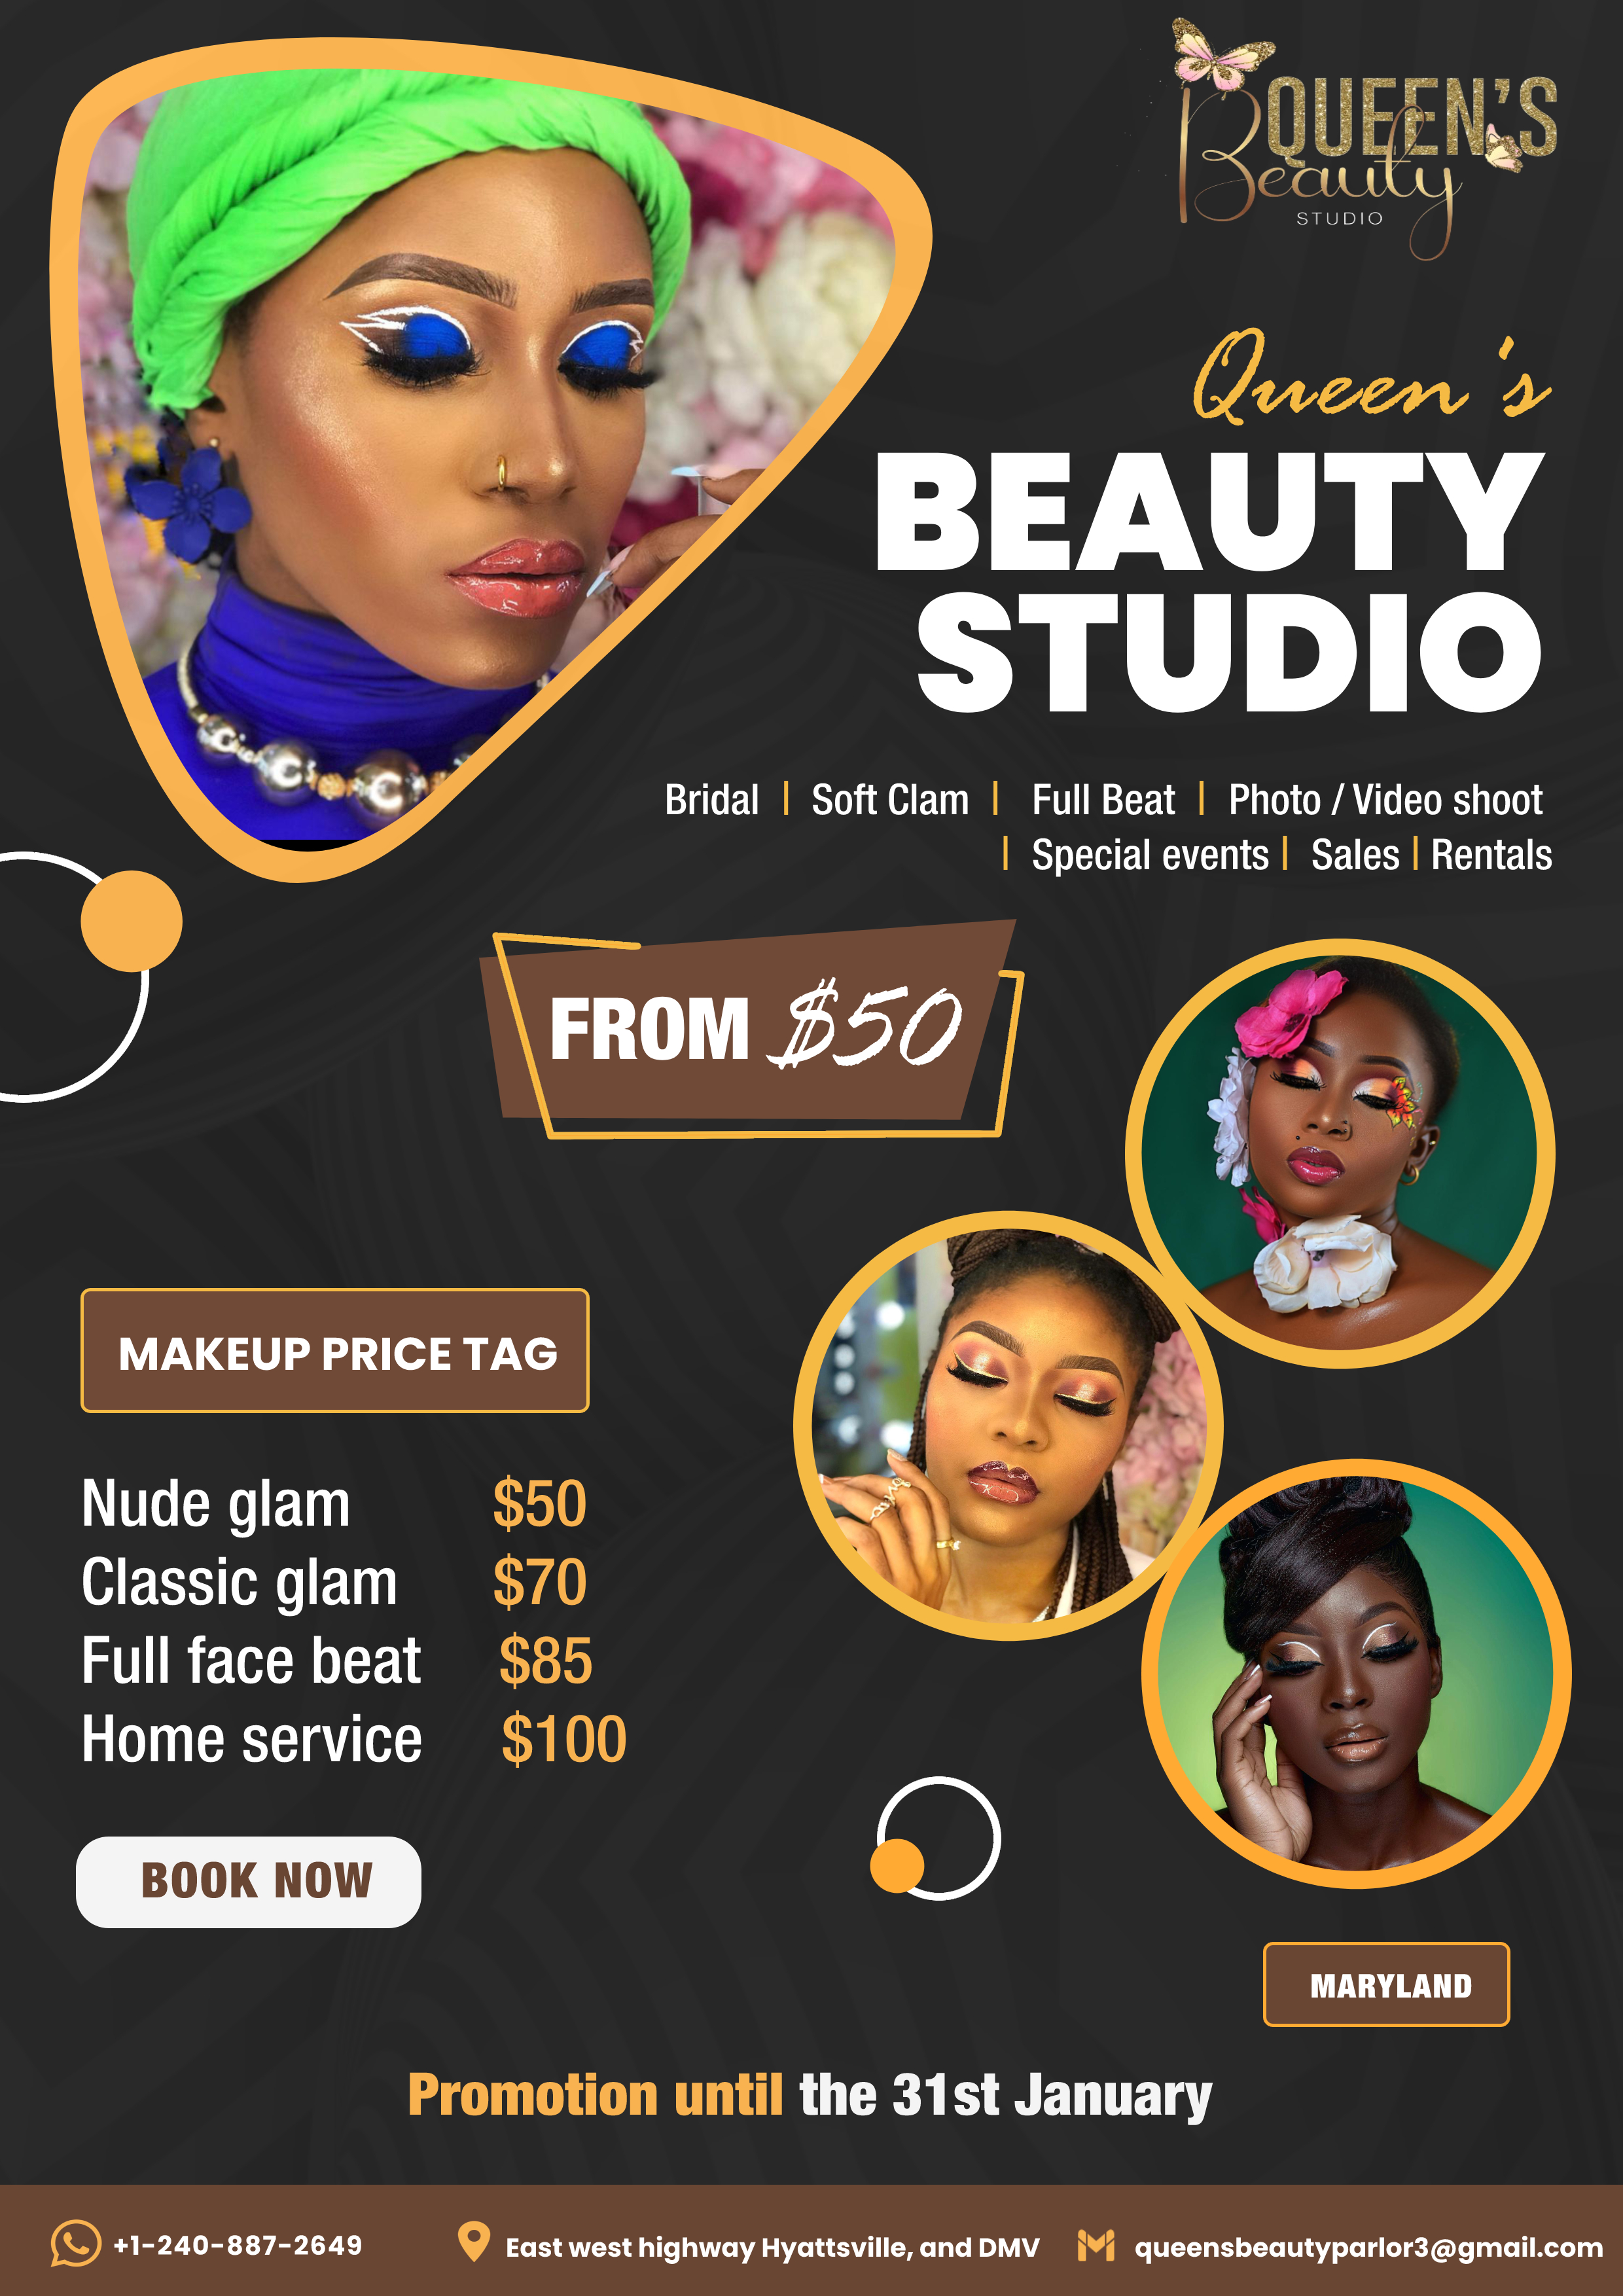 QUEEN'S
Beauty
STUDIO
Queen's
BEAUTY
STUDIO
Bridal | Soft Clam | Full Beat | Photo / Video shoot
| Special events | Sales | Rentals
FROM $50
MAKEUP PRICE TAG
Nude glam $50
Classic glam $70
Full face beat $85
Home service $100
BOOK NOW
MARYLAND
Promotion until the 31st January
+1-240-887-2649
East west highway Hyattsville, and DMV
queensbeautyparlor3@gmail.com